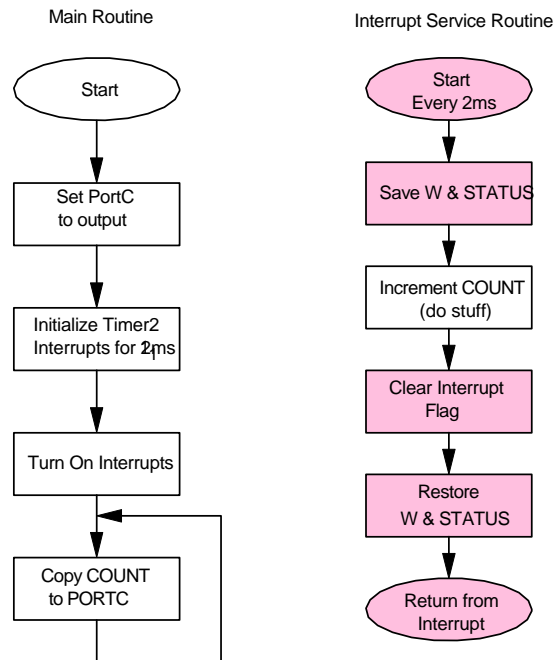 Main Routine
Start
Set PortC
to output
Initialize Timer2
Interrupts for
Turn On Interrupts
Copy COUNT
to PORTC
Interrupt Service Routine
Start
Every 2ms
Save W & STATUS
Increment COUNT
(do stuff)
Clear Interrupt
Flag
Restore
W & STATUS
Return from
Interrupt